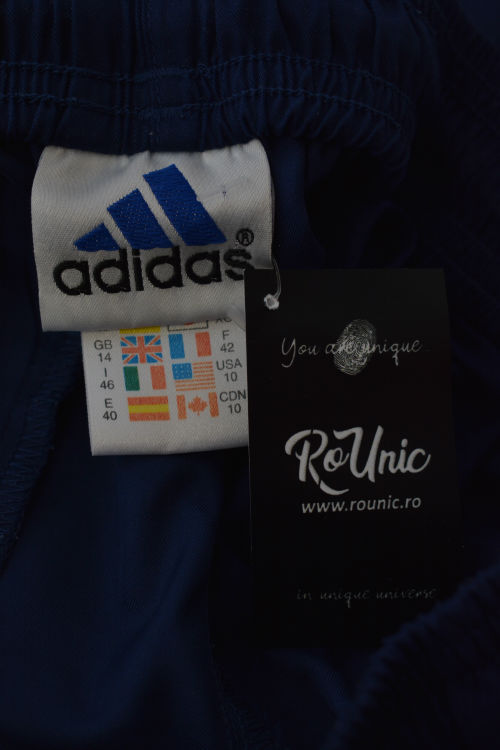 adidas®
GB
14
F
42
I
46
USA
10
E
40
CDN
10
You are unique
RoUnic
www.rounic.ro
in unique universe